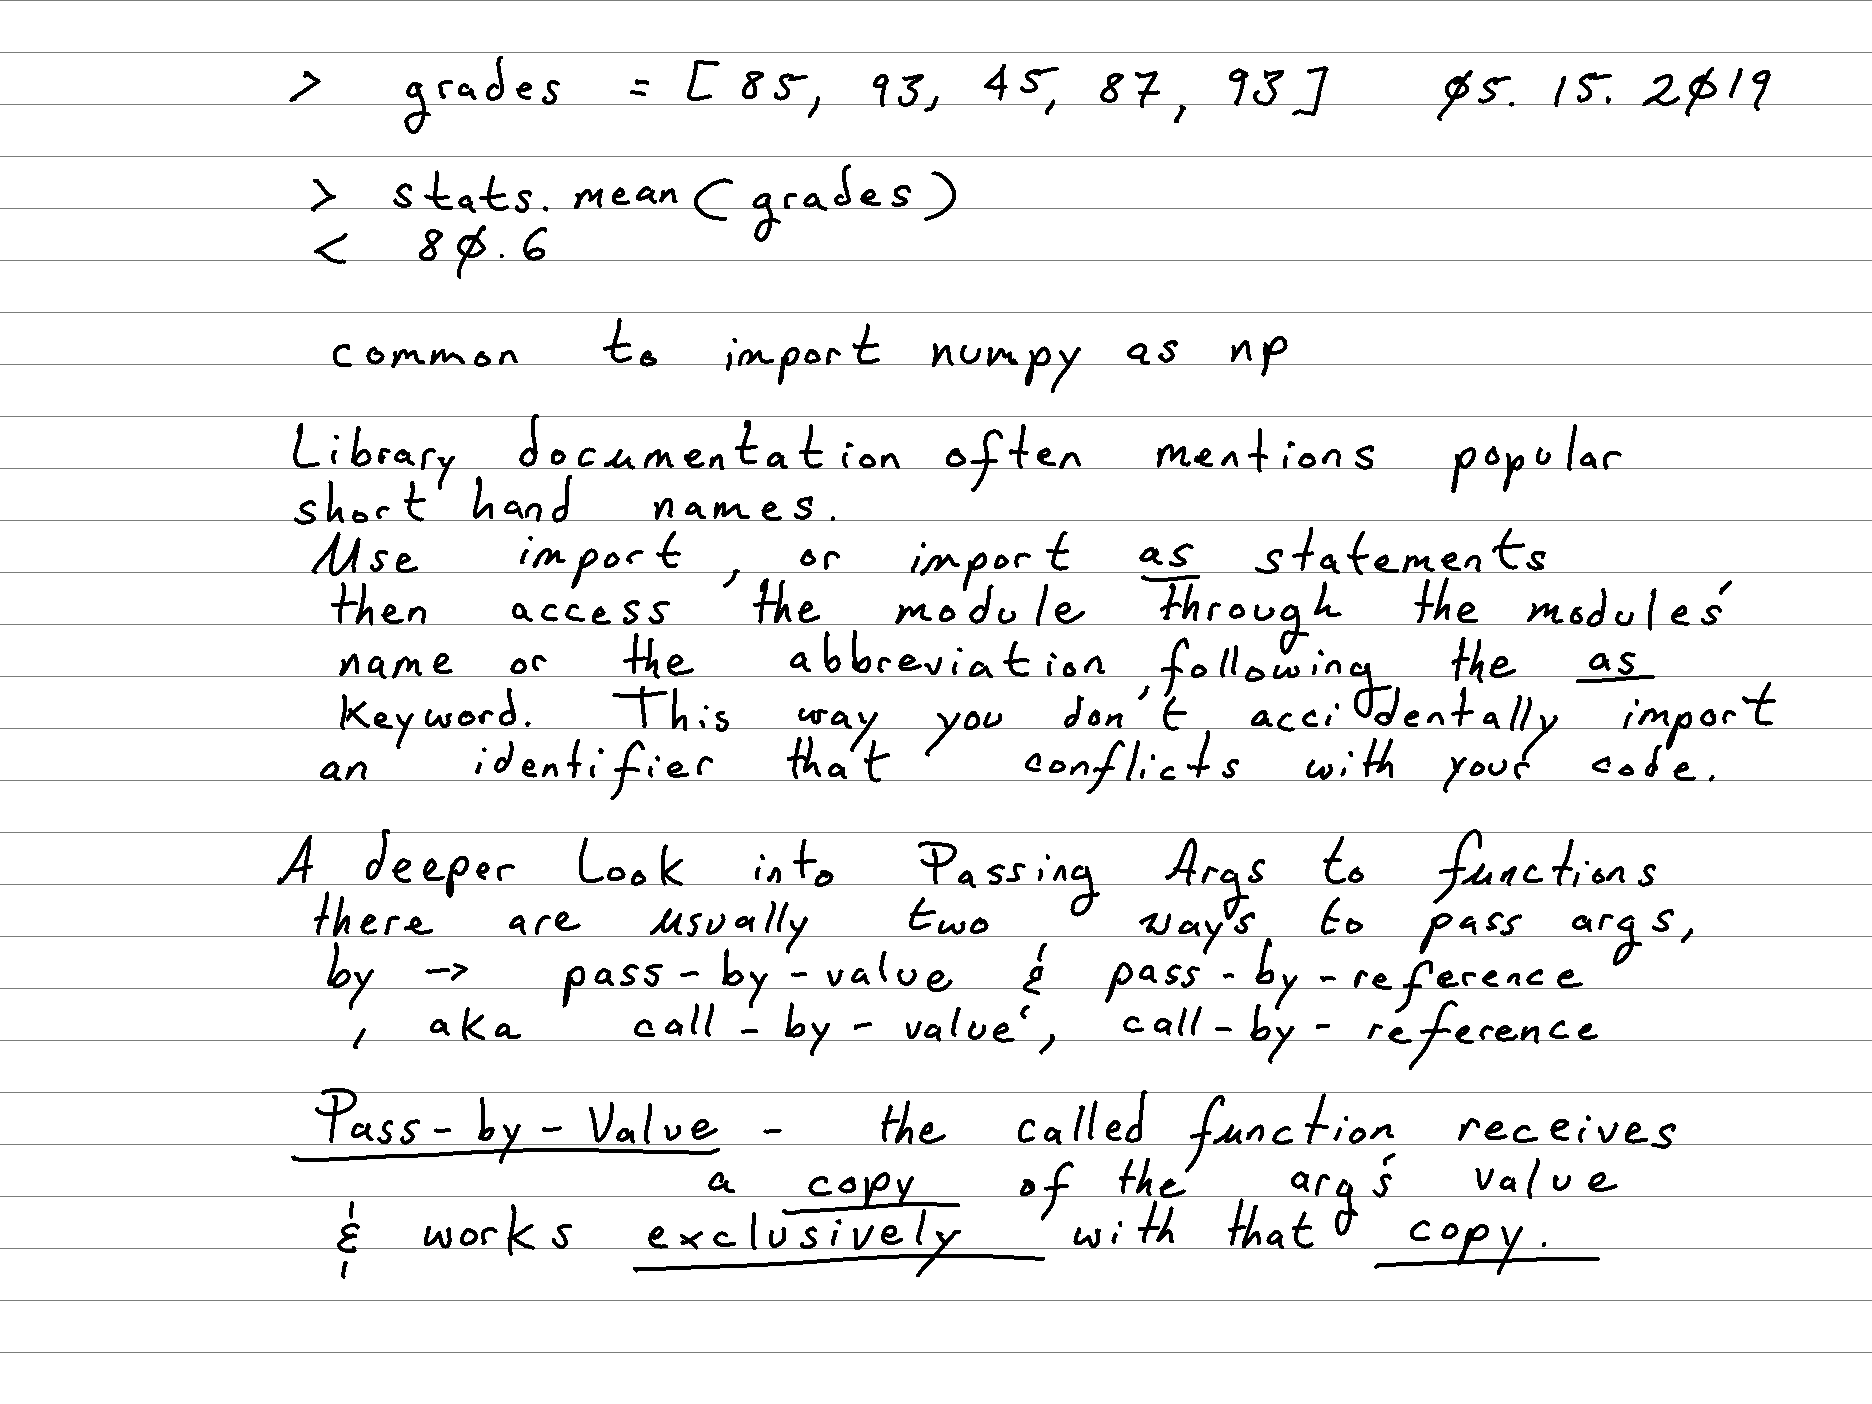 > grades = [ 85, 93, 45, 87, 93 ] 05. 15. 2019
> stats. mean ( grades )
< 80.6
common to import numpy as np
Library documentation often mentions popular
short hand names.
Use import, or import as statements
then access the module through the module's
name or the abbreviation following the as
Keyword. This way you don't accidentally import
an identifier that conflicts with your code.
A deeper Look into Passing Args to functions
there are usually two ways to pass args,
by -> pass-by-value & pass-by-reference
, aka call-by-value', call-by-reference
Pass-by-Value - the called function receives
a copy of the arg's value
& works exclusively with that copy.